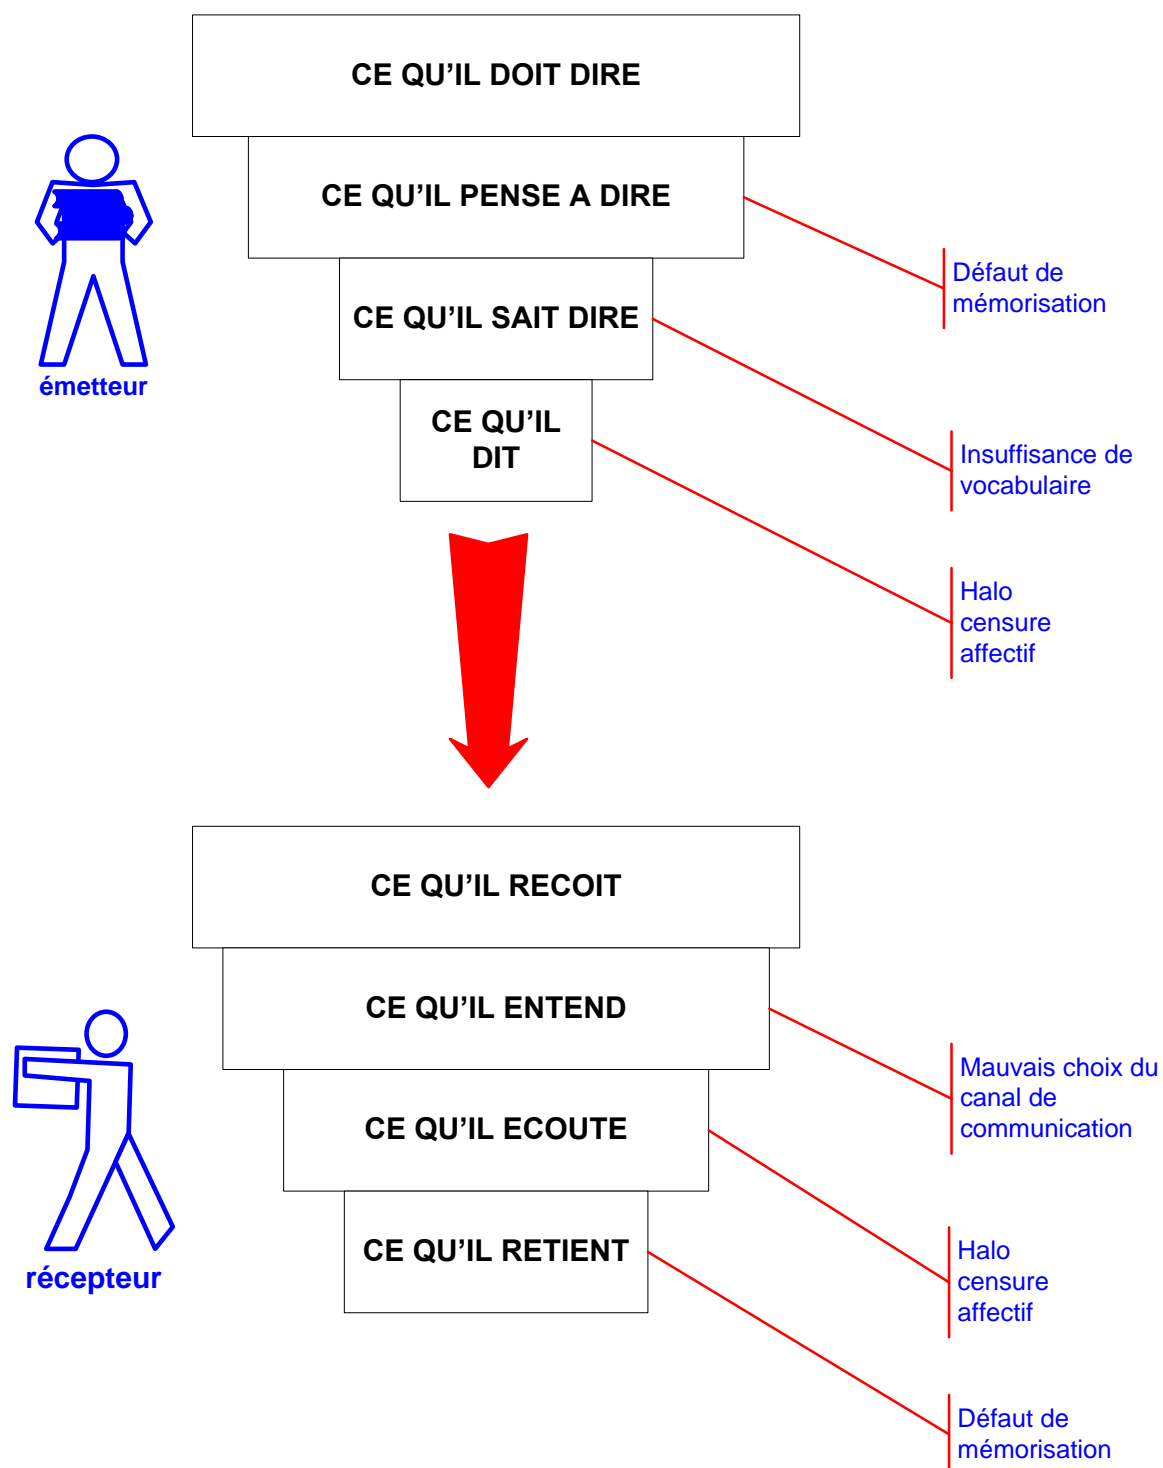 CE QU’IL DOIT DIRE
CE QU’IL PENSE A DIRE
Défaut de
mémorisation
CE QU’IL SAIT DIRE
émetteur
CE QU’IL
DIT
Insuffisance de
vocabulaire
Halo
censure
affectif
CE QU’IL RECOIT
CE QU’IL ENTEND
Mauvais choix du
canal de
communication
CE QU’IL ECOUTE
CE QU’IL RETIENT
récepteur
Halo
censure
affectif
Défaut de
mémorisation